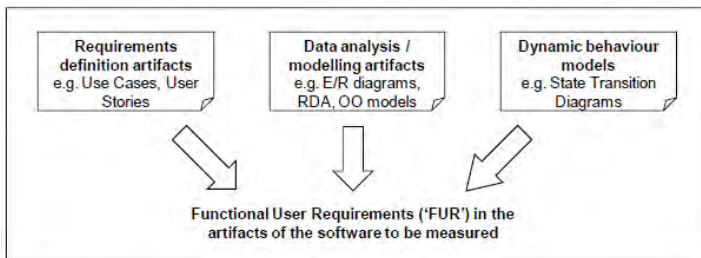 Requirements
definition artifacts
e.g. Use Cases, User
Stories
Data analysis /
modelling artifacts
e.g. E/R diagrams,
RDA, OO models
Dynamic behaviour
models
e.g. State Transition
Diagrams
Functional User Requirements (‘FUR’) in the
artifacts of the software to be measured